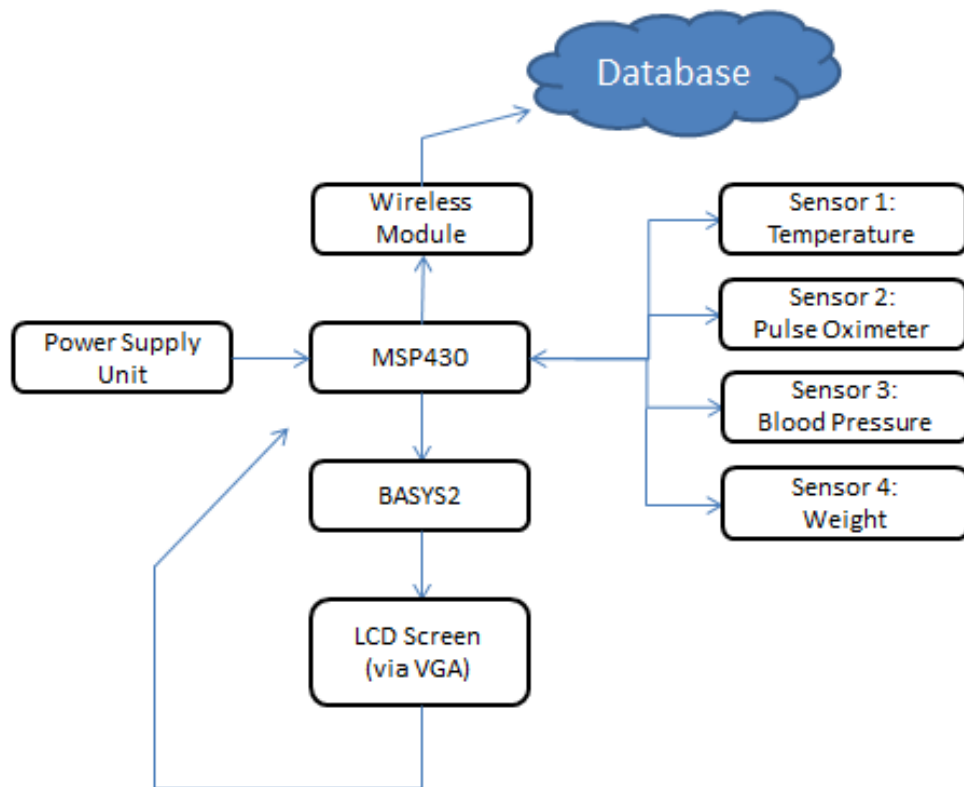 Database
Wireless
Module
Sensor 1:
Temperature
Sensor 2:
Pulse Oximeter
Power Supply
Unit
MSP430
Sensor 3:
Blood Pressure
BASYS2
Sensor 4:
Weight
LCD Screen
(via VGA)